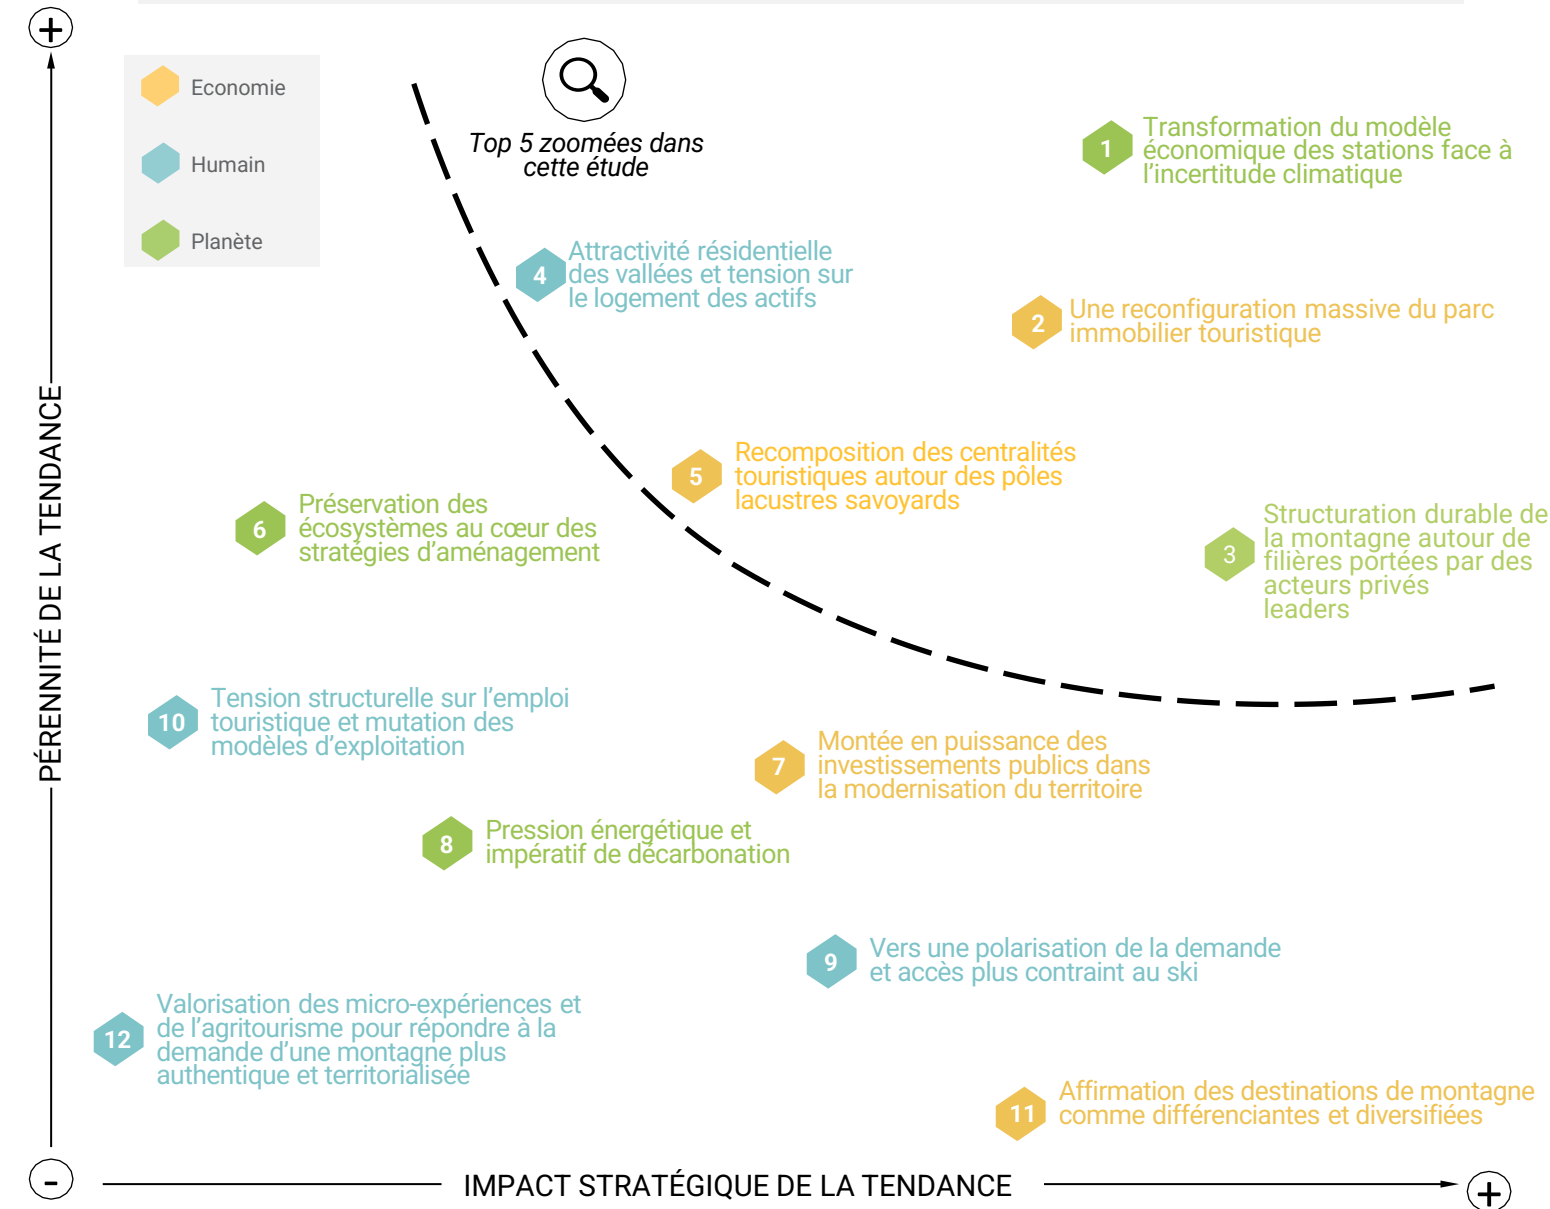 +
Economie
Humain
Planète
Top 5 zoomées dans
cette étude
1
Transformation du modèle
économique des stations face à
l'incertitude climatique
4
Attractivité résidentielle
des vallées et tension sur
le logement des actifs
2
Une reconfiguration massive du parc
immobilier touristique
5
Recomposition des centralités
touristiques autour des pôles
lacustres savoyards
6
Préservation des
écosystèmes au cœur des
stratégies d'aménagement
3
Structuration durable de
la montagne autour de
filières portées par des
acteurs privés
leaders
PÉRENNITÉ DE LA TENDANCE
10
Tension structurelle sur l'emploi
touristique et mutation des
modèles d'exploitation
7
Montée en puissance des
investissements publics dans
la modernisation du territoire
8
Pression énergétique et
impératif de décarbonation
9
Vers une polarisation de la demande
et accès plus contraint au ski
12
Valorisation des micro-expériences et
de l'agritourisme pour répondre à la
demande d'une montagne plus
authentique et territorialisée
11
Affirmation des destinations de montagne
comme différenciantes et diversifiées
-
IMPACT STRATÉGIQUE DE LA TENDANCE
+